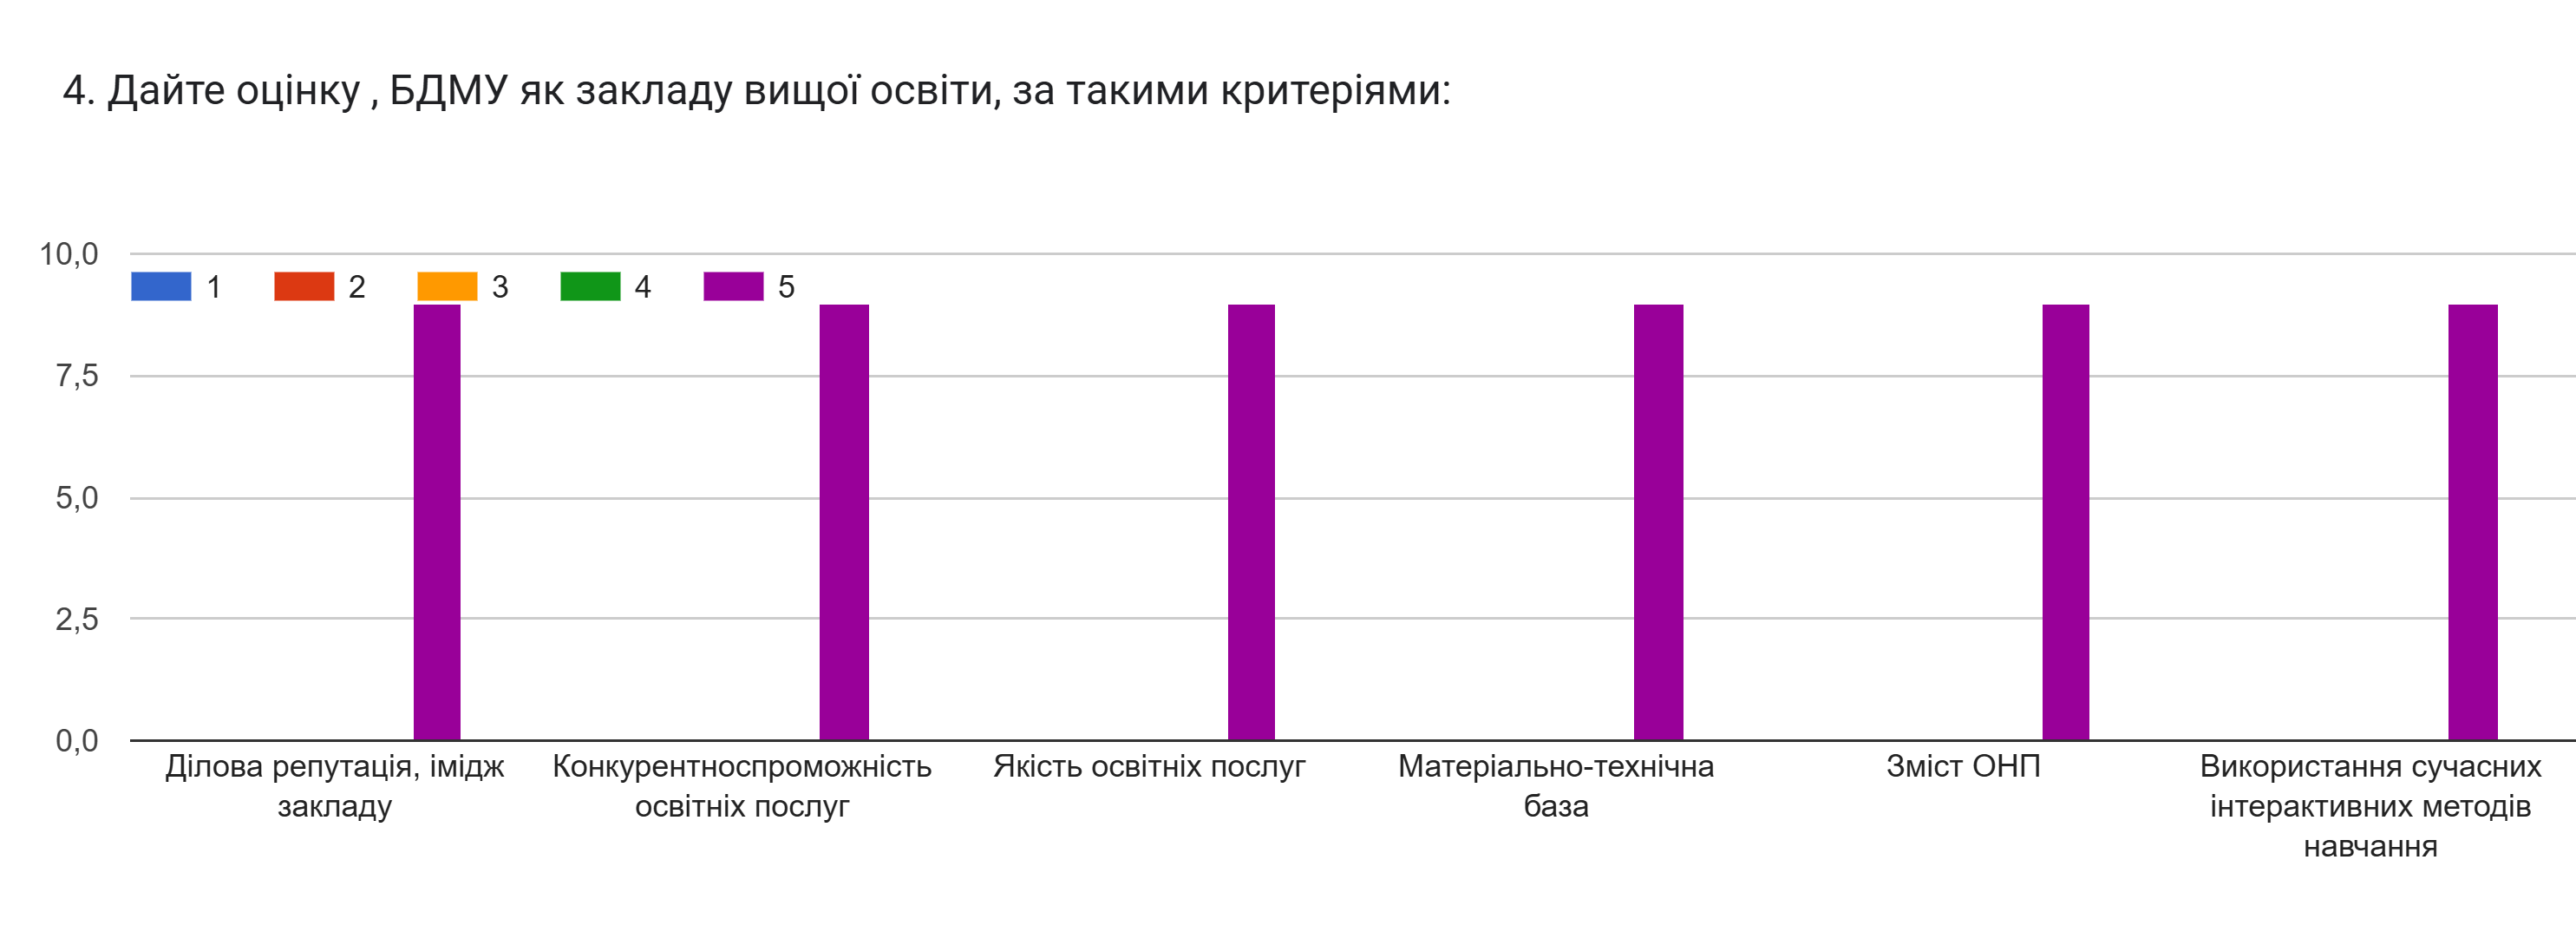 4. Дайте оцінку , БДМУ як закладу вищої освіти, за такими критеріями:
10,0
1 2 3 4 5
7,5
5,0
2,5
0,0
Ділова репутація, імідж
закладу
Конкурентноспроможність
освітніх послуг
Якість освітніх послуг
Матеріально-технічна
база
Зміст ОНП
Використання сучасних
інтерактивних методів
навчання